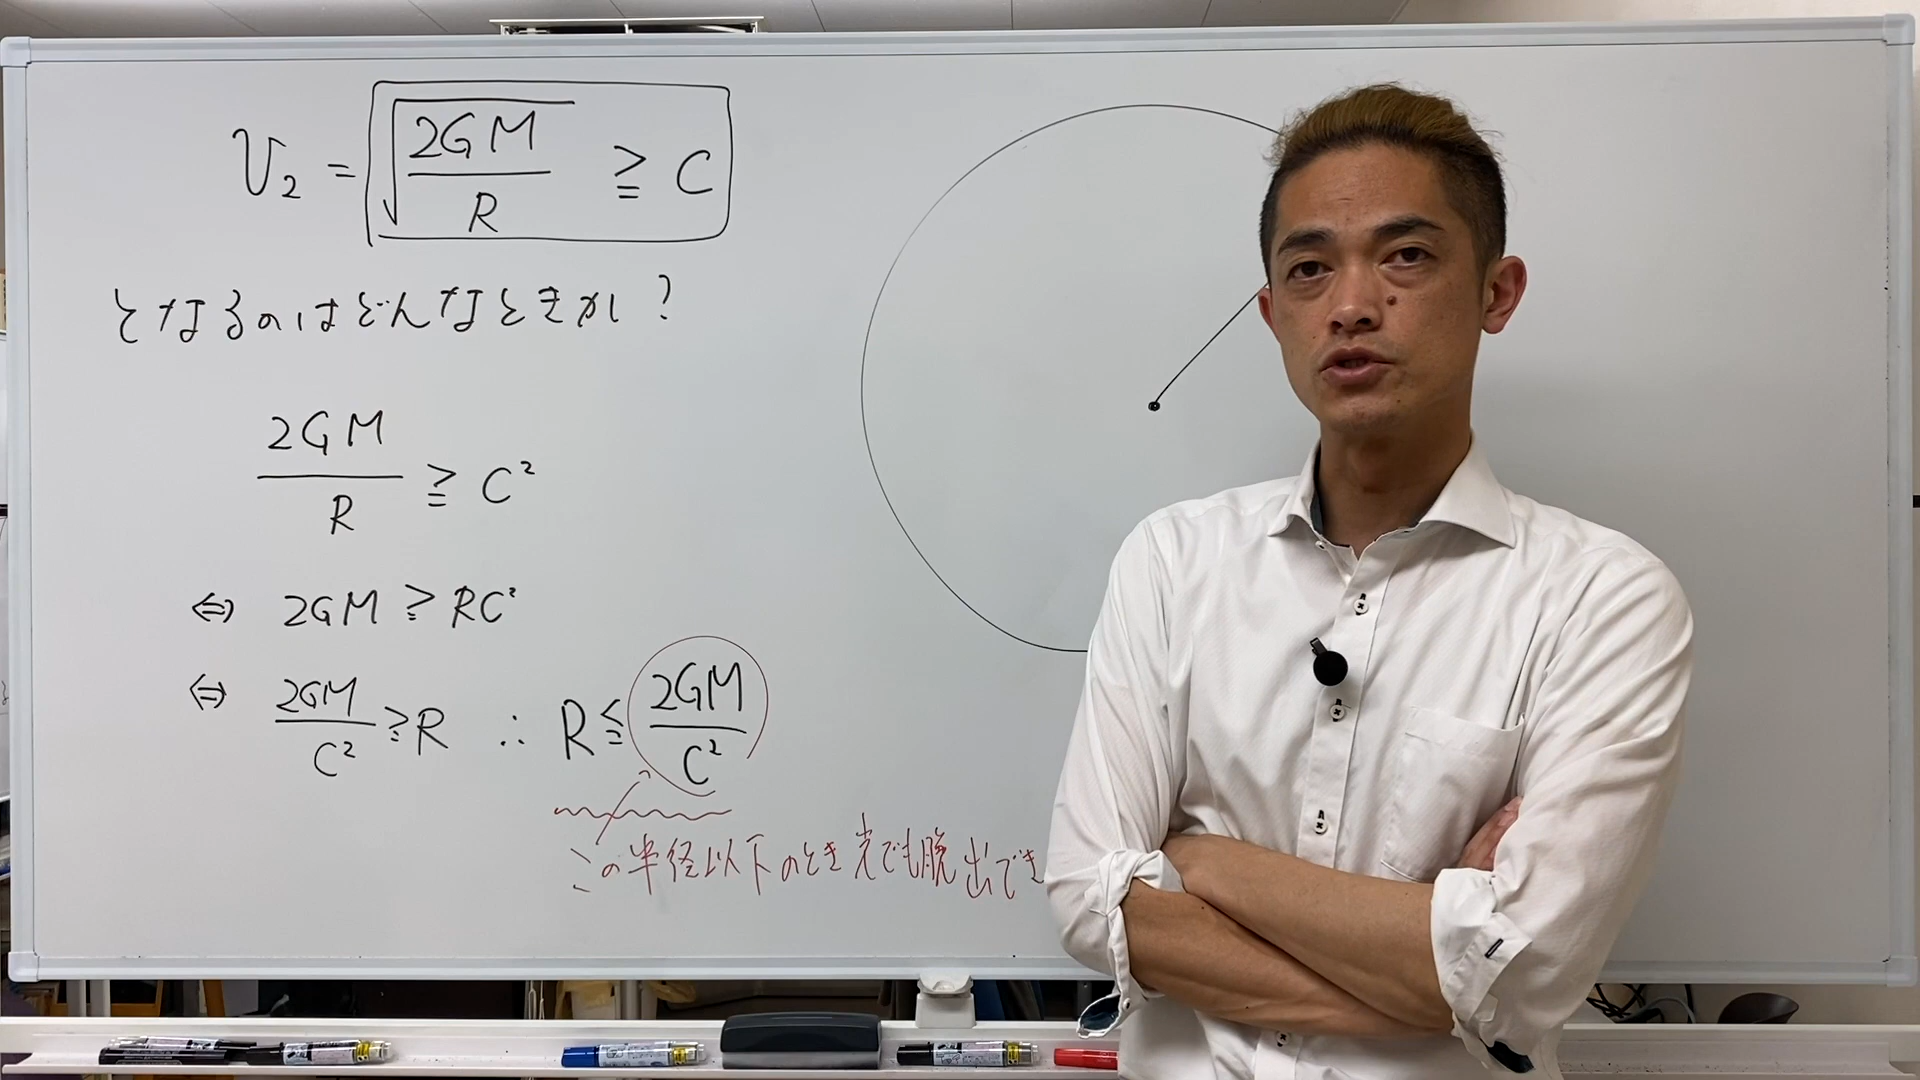 V₂ = √(2GM/R) ≧ C
となるのはどんなときか?
2GM/R ≧ C²
⇔ 2GM ≧ RC²
⇔ 2GM/C² ≧ R ∴ R ≦ 2GM/C²
この半径以下のとき光でも脱出でき